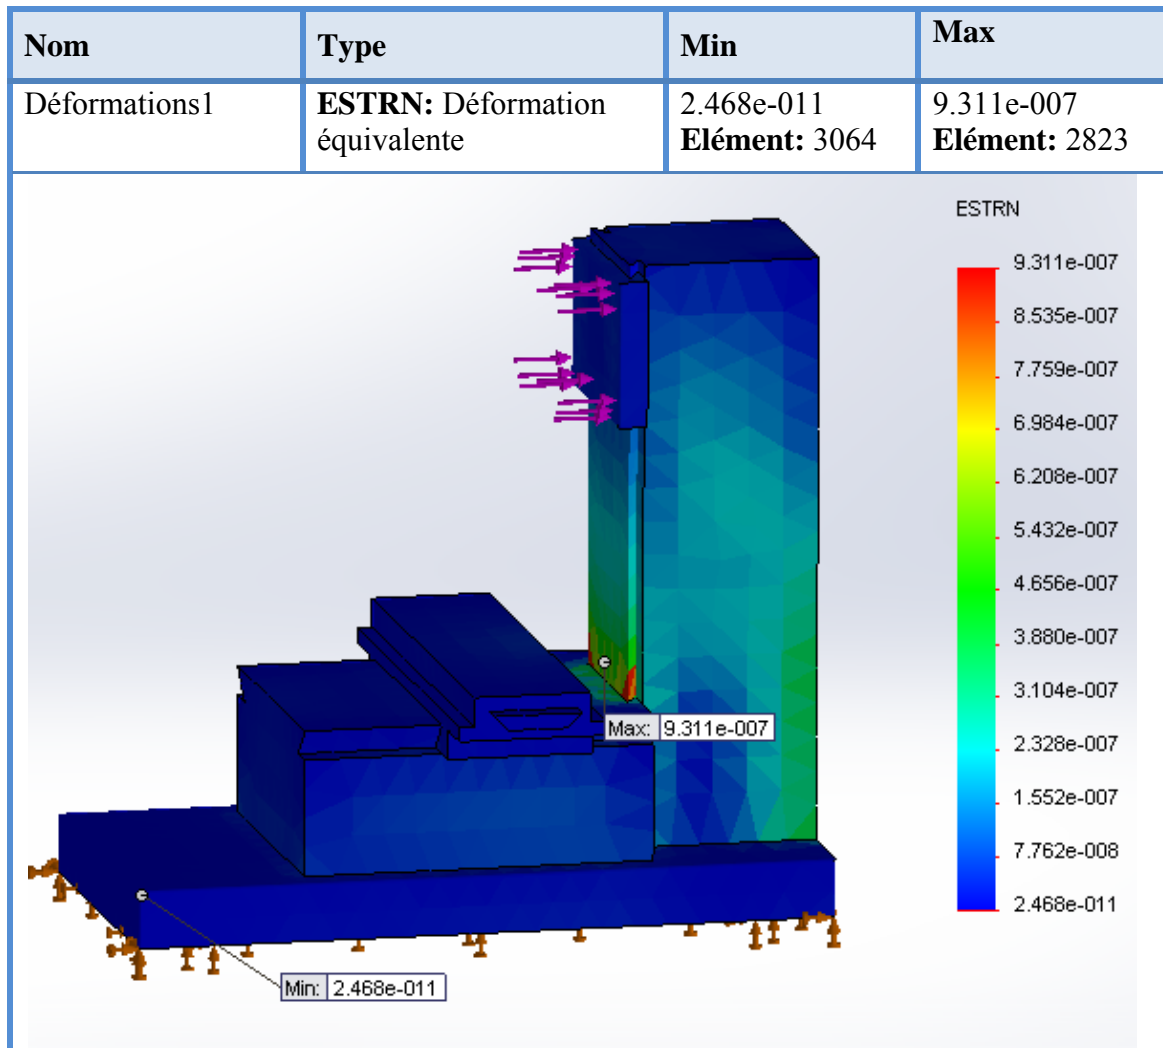 Nom Type Min Max
Déformations1 ESTRN: Déformation 2.468e-011 9.311e-007
équivalente Elément: 3064 Elément: 2823
ESTRN
9.311e-007
8.535e-007
7.759e-007
6.984e-007
6.208e-007
5.432e-007
4.656e-007
3.880e-007
3.104e-007
2.328e-007
1.552e-007
7.762e-008
2.468e-011
Max: 9.311e-007
Min: 2.468e-011